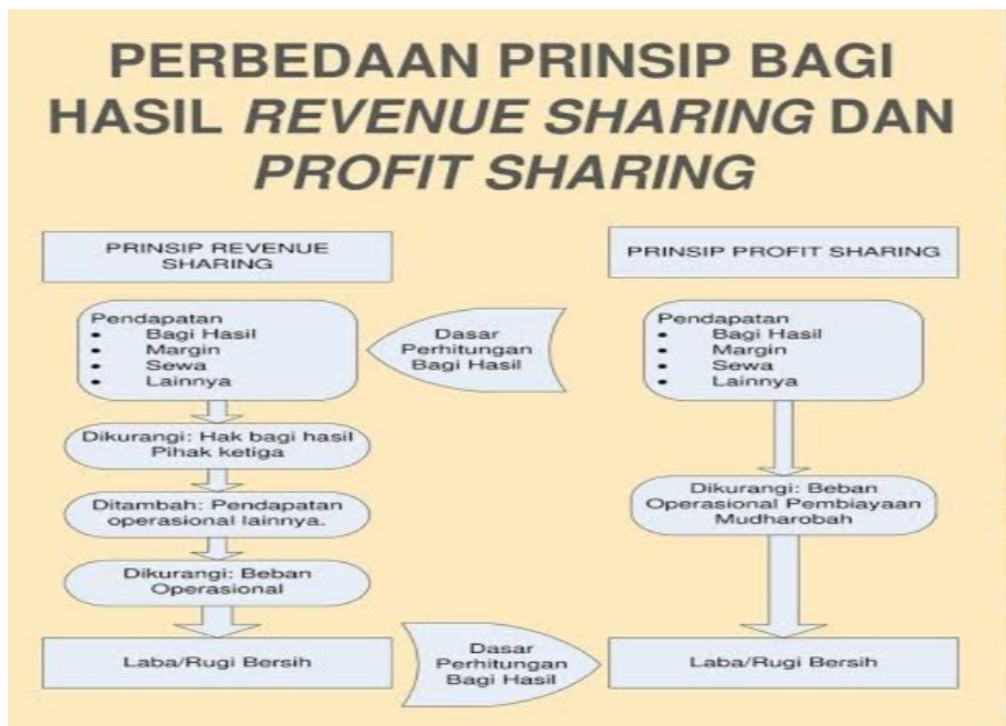 PERBEDAAN PRINSIP BAGI
HASIL REVENUE SHARING DAN
PROFIT SHARING
PRINSIP REVENUE
SHARING
Pendapatan
• Bagi Hasil
• Margin
• Sewa
• Lainnya
Dikurangi: Hak bagi hasil
Pihak ketiga
Ditambah: Pendapatan
operasional lainnya.
Dikurangi: Beban
Operasional
Laba/Rugi Bersih
Dasar
Perhitungan
Bagi Hasil
Dasar
Perhitungan
Bagi Hasil
PRINSIP PROFIT SHARING
Pendapatan
• Bagi Hasil
• Margin
• Sewa
• Lainnya
Dikurangi: Beban
Operasional Pembiayaan
Mudharobah
Laba/Rugi Bersih